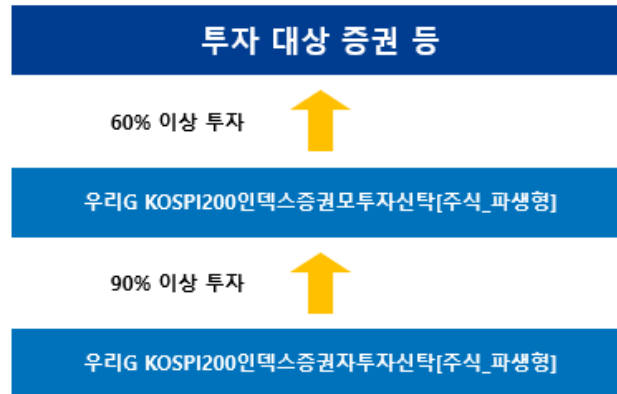 투자 대상 증권 등
60% 이상 투자
우리G KOSPI200인덱스증권모투자신탁[주식_파생형]
90% 이상 투자
우리G KOSPI200인덱스증권자투자신탁[주식_파생형]